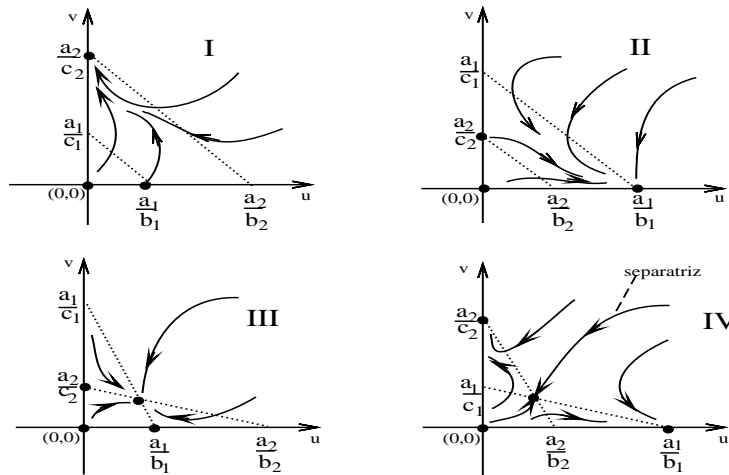 v
I
a2/c2
a1/c1
(0,0)
a1/b1
a2/b2
u
v
II
a1/c1
a2/c2
(0,0)
a2/b2
a1/b1
u
v
III
a1/c1
a2/c2
(0,0)
a1/b1
a2/b2
u
v
separatriz
IV
a2/c2
a1/c1
(0,0)
a2/b2
a1/b1
u